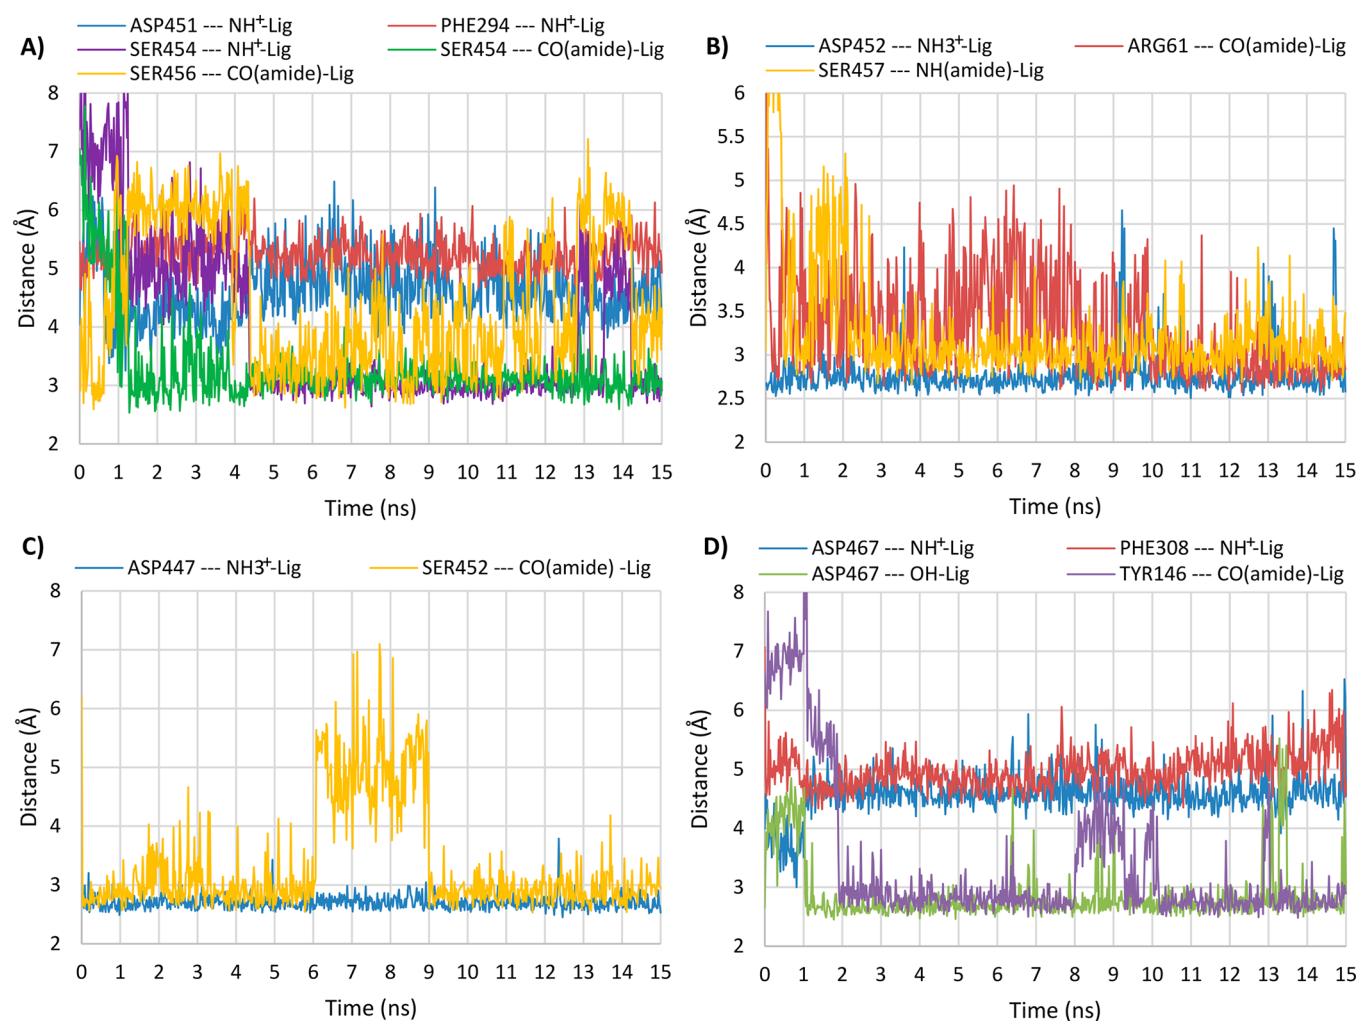 A)
ASP451 --- NH⁺-Lig PHE294 --- NH⁺-Lig
SER454 --- NH⁺-Lig SER454 --- CO(amide)-Lig
SER456 --- CO(amide)-Lig
8
7
6
5
4
3
2
Distance (Å)
0 1 2 3 4 5 6 7 8 9 10 11 12 13 14 15
Time (ns)
B)
ASP452 --- NH3⁺-Lig ARG61 --- CO(amide)-Lig
SER457 --- NH(amide)-Lig
6
5.5
5
4.5
4
3.5
3
2.5
2
Distance (Å)
0 1 2 3 4 5 6 7 8 9 10 11 12 13 14 15
Time (ns)
C)
ASP447 --- NH3⁺-Lig SER452 --- CO(amide) -Lig
8
7
6
5
4
3
2
Distance (Å)
0 1 2 3 4 5 6 7 8 9 10 11 12 13 14 15
Time (ns)
D)
ASP467 --- NH⁺-Lig PHE308 --- NH⁺-Lig
ASP467 --- OH-Lig TYR146 --- CO(amide)-Lig
8
7
6
5
4
3
2
Distance (Å)
0 1 2 3 4 5 6 7 8 9 10 11 12 13 14 15
Time (ns)